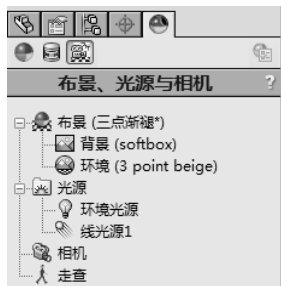 布景、光源与相机 ?
布景 (三点渐褪*)
背景 (softbox)
环境 (3 point beige)
光源
环境光源
线光源1
相机
走查